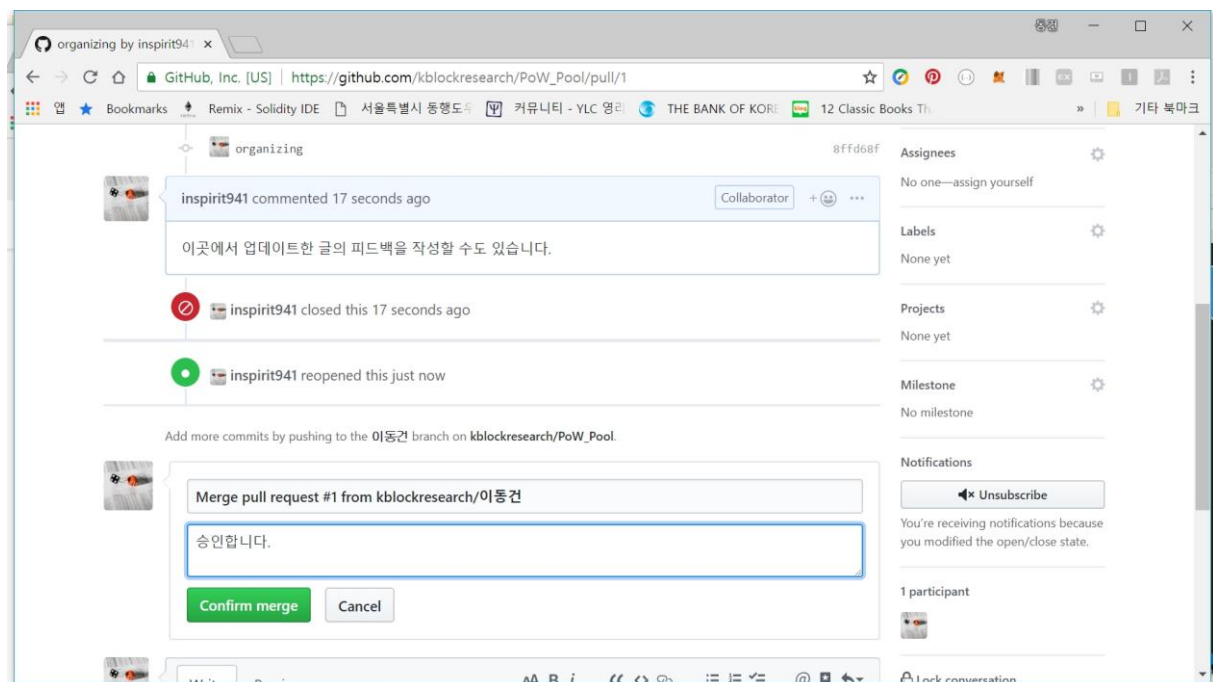 중접
organizing by inspirit941
GitHub, Inc. [US] | https://github.com/kblockresearch/PoW_Pool/pull/1
앱 Bookmarks Remix - Solidity IDE 서울특별시 동행도우 커뮤니티 - YLC 영리 THE BANK OF KORE 12 Classic Books Th » 기타 북마크
organizing 8ffd68f
inspirit941 commented 17 seconds ago Collaborator
이곳에서 업데이트한 글의 피드백을 작성할 수도 있습니다.
inspirit941 closed this 17 seconds ago
inspirit941 reopened this just now
Add more commits by pushing to the 이동건 branch on kblockresearch/PoW_Pool.
Merge pull request #1 from kblockresearch/이동건
승인합니다.
Confirm merge Cancel
Assignees
No one—assign yourself
Labels
None yet
Projects
None yet
Milestone
No milestone
Notifications
Unsubscribe
You're receiving notifications because
you modified the open/close state.
1 participant
Lock conversation